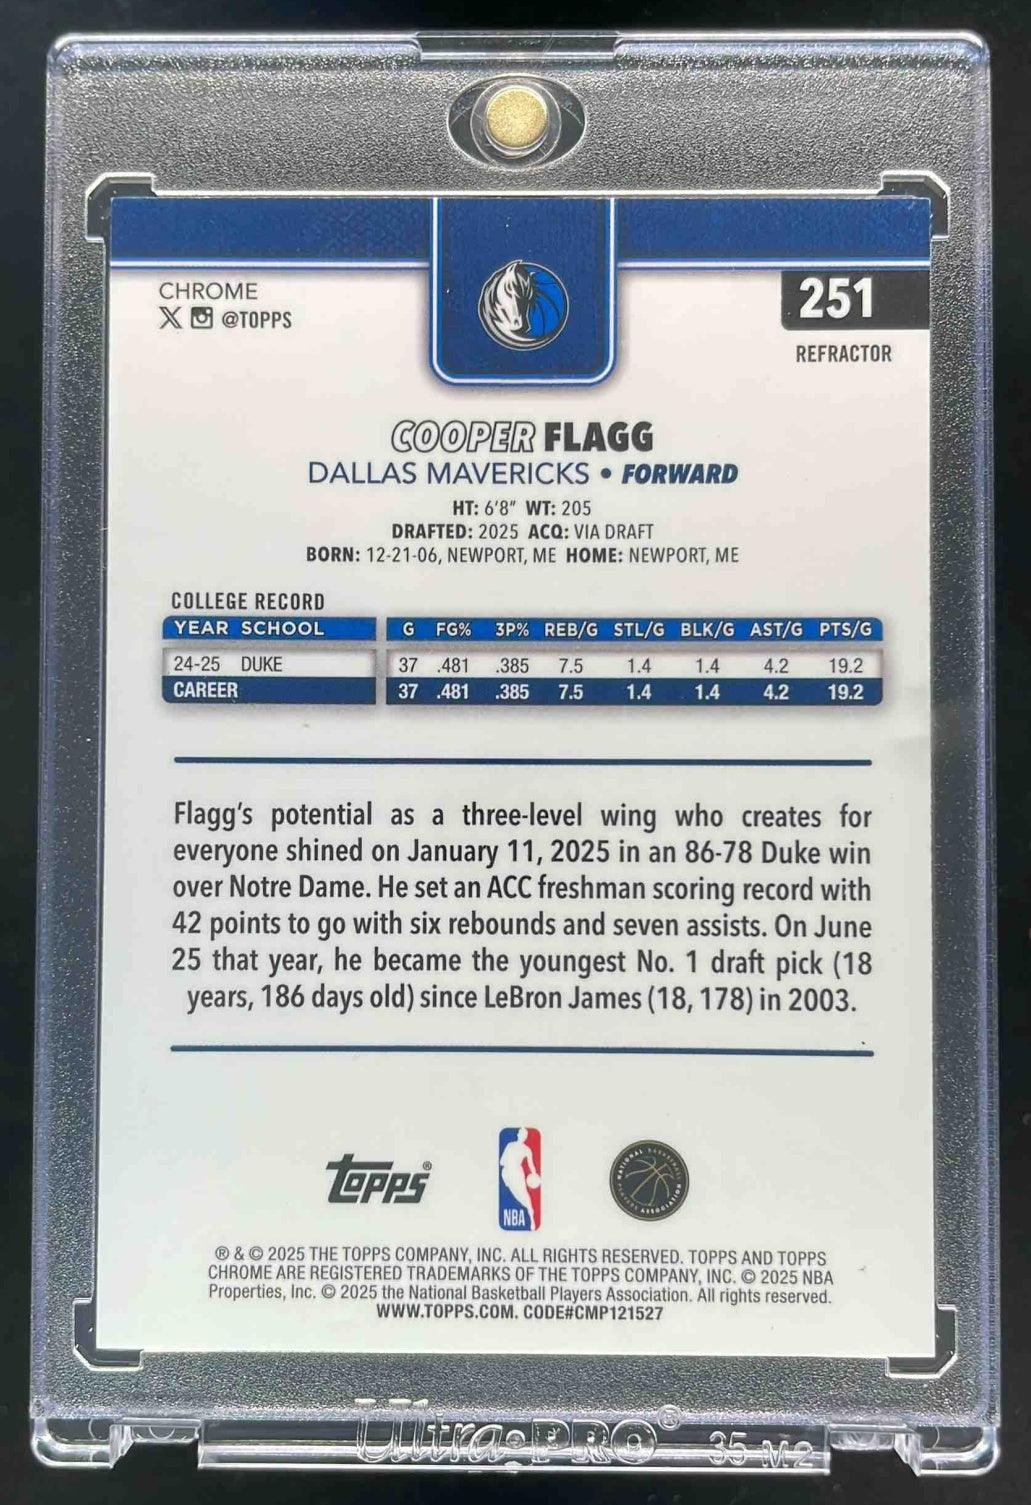 CHROME
X @TOPPS
251
REFRACTOR
COOPER FLAGG
DALLAS MAVERICKS • FORWARD
HT: 6'8" WT: 205
DRAFTED: 2025 ACQ: VIA DRAFT
BORN: 12-21-06, NEWPORT, ME HOME: NEWPORT, ME
COLLEGE RECORD
YEAR SCHOOL G FG% 3P% REB/G STL/G BLK/G AST/G PTS/G
24-25 DUKE 37 .481 .385 7.5 1.4 1.4 4.2 19.2
CAREER 37 .481 .385 7.5 1.4 1.4 4.2 19.2
Flagg's potential as a three-level wing who creates for
everyone shined on January 11, 2025 in an 86-78 Duke win
over Notre Dame. He set an ACC freshman scoring record with
42 points to go with six rebounds and seven assists. On June
25 that year, he became the youngest No. 1 draft pick (18
years, 186 days old) since LeBron James (18, 178) in 2003.
Topps®
NBA
NATIONAL BASKETBALL PLAYERS ASSOCIATION
® & © 2025 THE TOPPS COMPANY, INC. ALL RIGHTS RESERVED. TOPPS AND TOPPS
CHROME ARE REGISTERED TRADEMARKS OF THE TOPPS COMPANY, INC. © 2025 NBA
Properties, Inc. © 2025 the National Basketball Players Association. All rights reserved.
WWW.TOPPS.COM. CODE#CMP121527
Ultra•PRO® 35 M2